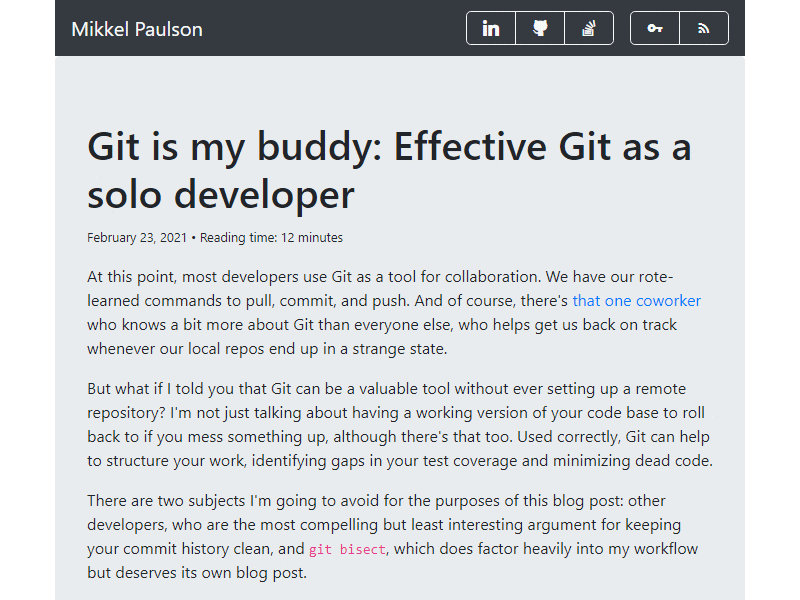 Mikkel Paulson
Git is my buddy: Effective Git as a
solo developer
February 23, 2021 • Reading time: 12 minutes
At this point, most developers use Git as a tool for collaboration. We have our rote-
learned commands to pull, commit, and push. And of course, there's that one coworker
who knows a bit more about Git than everyone else, who helps get us back on track
whenever our local repos end up in a strange state.
But what if I told you that Git can be a valuable tool without ever setting up a remote
repository? I'm not just talking about having a working version of your code base to roll
back to if you mess something up, although there's that too. Used correctly, Git can help
to structure your work, identifying gaps in your test coverage and minimizing dead code.
There are two subjects I'm going to avoid for the purposes of this blog post: other
developers, who are the most compelling but least interesting argument for keeping
your commit history clean, and git bisect, which does factor heavily into my workflow
but deserves its own blog post.